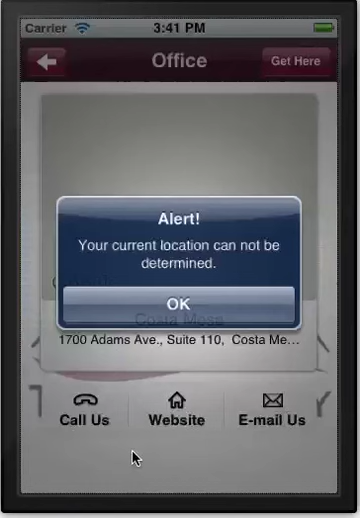 Carrier 3:41 PM
Office
Get Here
Alert!
Your current location can not be
determined.
OK
Costa Mesa
1700 Adams Ave., Suite 110, Costa Me...
Call Us
Website
E-mail Us